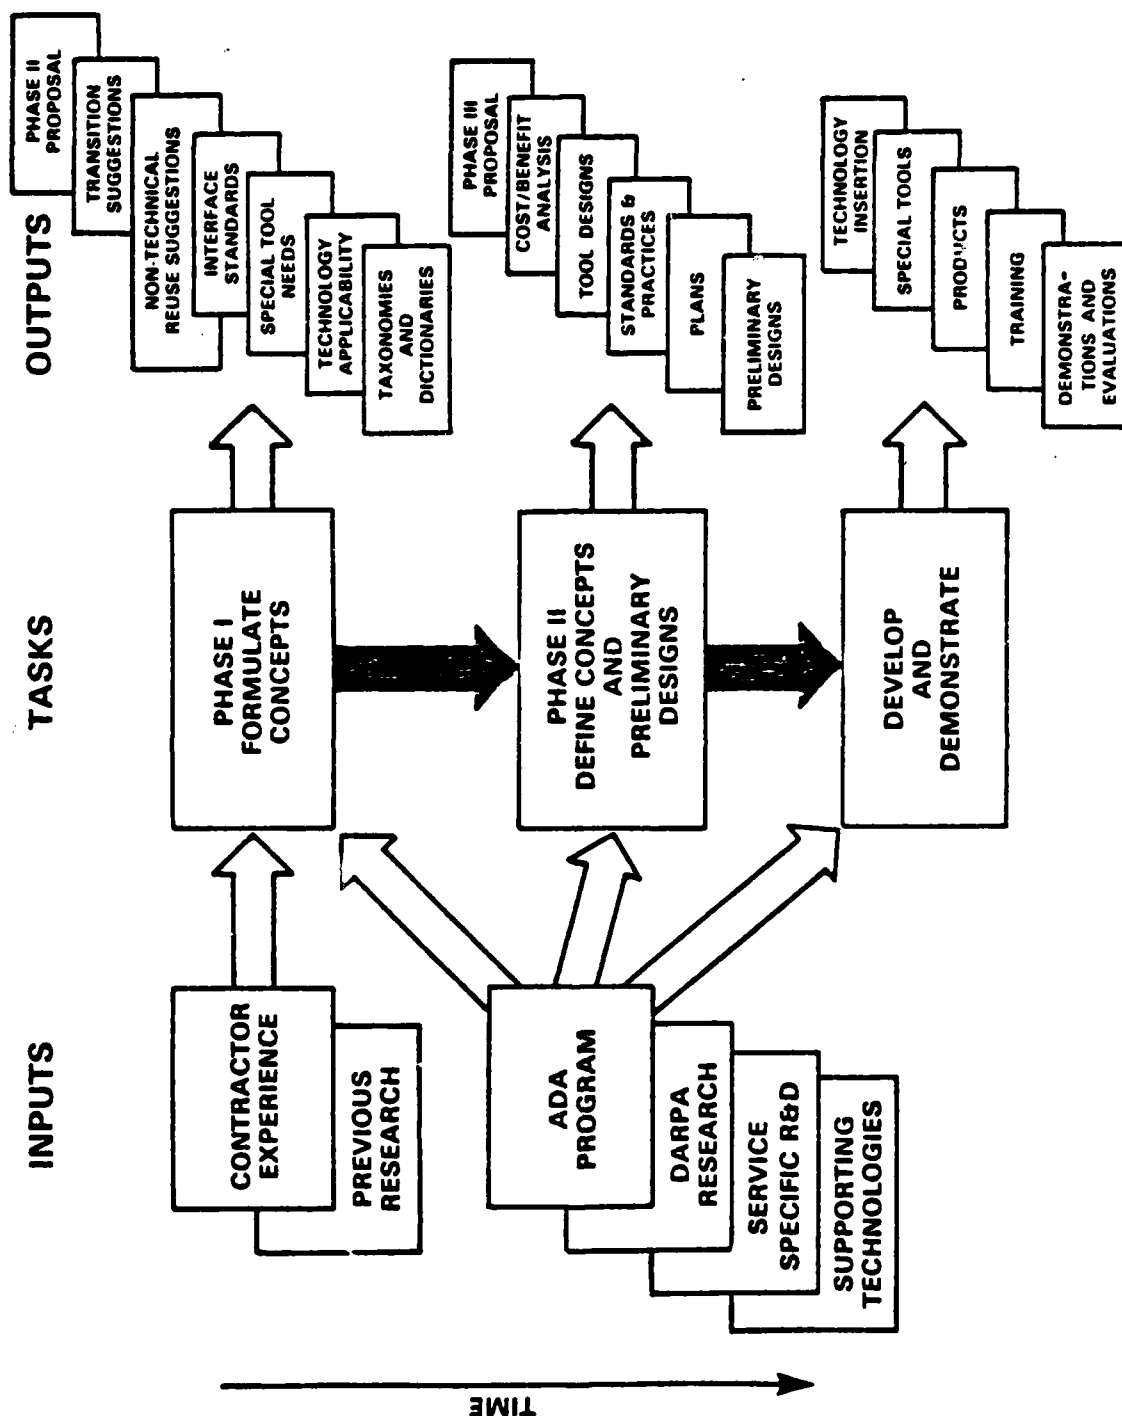 INPUTS
TASKS
OUTPUTS
TIME
CONTRACTOR
EXPERIENCE
PREVIOUS
RESEARCH
ADA
PROGRAM
DARPA
RESEARCH
SERVICE
SPECIFIC R&D
SUPPORTING
TECHNOLOGIES
PHASE I
FORMULATE
CONCEPTS
PHASE II
DEFINE CONCEPTS
AND
PRELIMINARY
DESIGNS
DEVELOP
AND
DEMONSTRATE
PHASE II
PROPOSAL
TRANSITION
SUGGESTIONS
NON-TECHNICAL
REUSE SUGGESTIONS
INTERFACE
STANDARDS
SPECIAL TOOL
NEEDS
TECHNOLOGY
APPLICABILITY
TAXONOMIES
AND
DICTIONARIES
PHASE III
PROPOSAL
COST/BENEFIT
ANALYSIS
TOOL DESIGNS
STANDARDS &
PRACTICES
PLANS
PRELIMINARY
DESIGNS
TECHNOLOGY
INSERTION
SPECIAL TOOLS
PRODUCTS
TRAINING
DEMONSTRA-
TIONS AND
EVALUATIONS